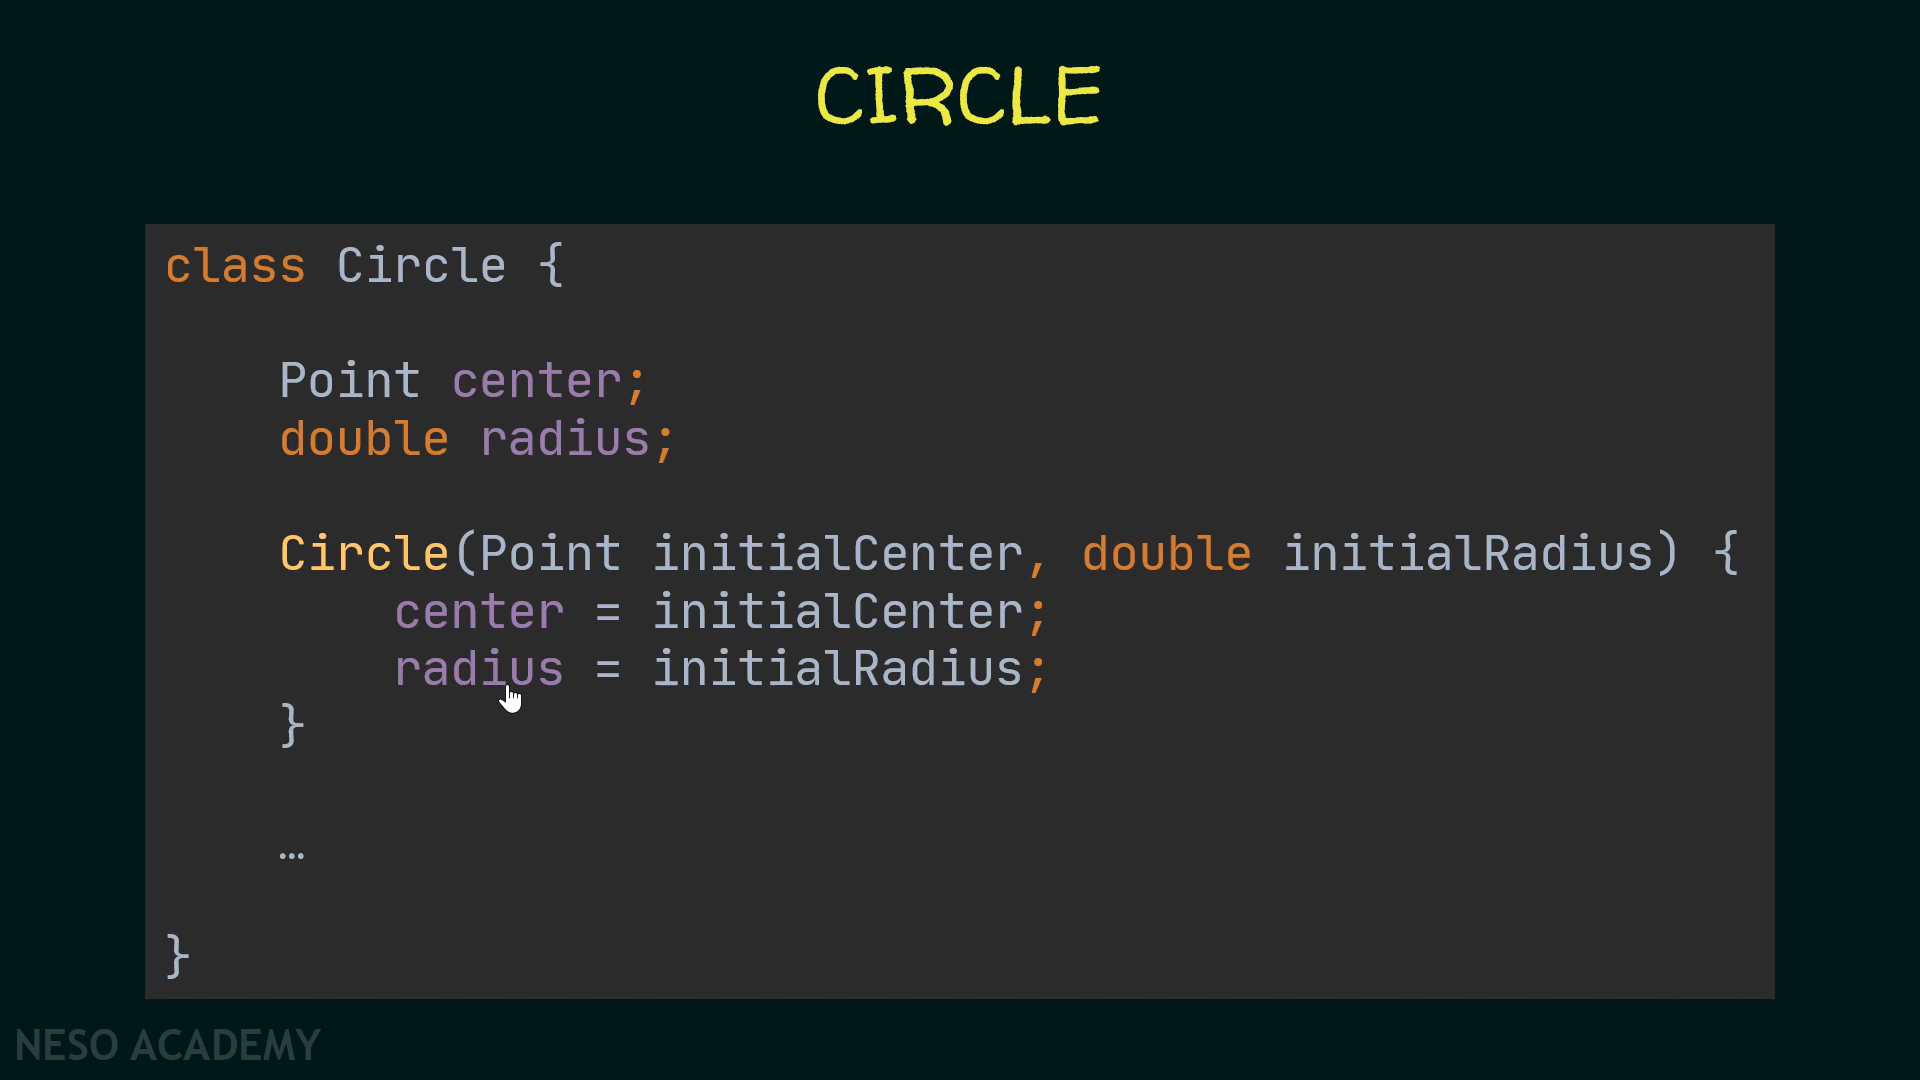 CIRCLE
class Circle {
Point center;
double radius;
Circle(Point initialCenter, double initialRadius) {
center = initialCenter;
radius = initialRadius;
}
…
}
NESO ACADEMY